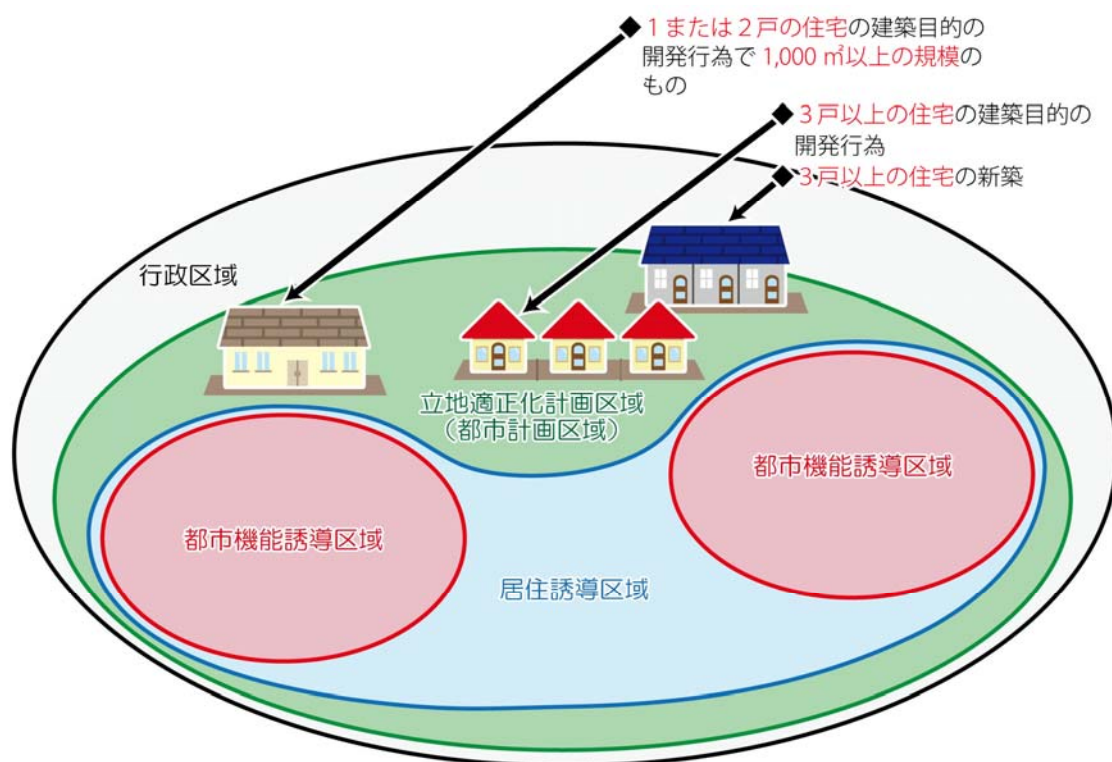 ◆１または２戸の住宅の建築目的の
開発行為で1,000㎡以上の規模の
もの
◆３戸以上の住宅の建築目的の
開発行為
◆３戸以上の住宅の新築
行政区域
立地適正化計画区域
（都市計画区域）
都市機能誘導区域
都市機能誘導区域
居住誘導区域